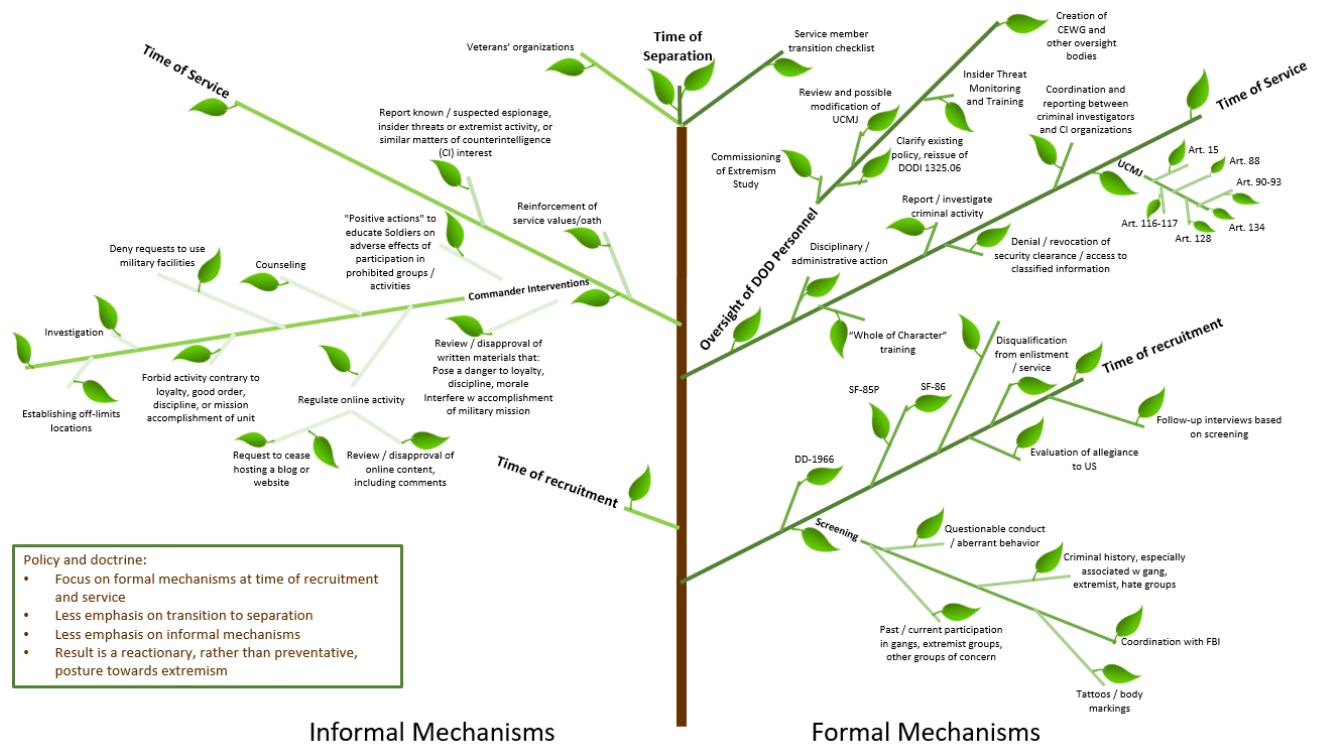 Time of Service
Veterans' organizations
Time of
Separation
Service member
transition checklist
Creation of
CEWG and
other oversight
bodies
Report known / suspected espionage,
insider threats or extremist activity, or
similar matters of counterintelligence
(CI) interest
Reinforcement of
service values/oath
"Positive actions" to
educate Soldiers on
adverse effects of
participation in
prohibited groups /
activities
Deny requests to use
military facilities
Counseling
Commander Interventions
Investigation
Establishing off-limits
locations
Forbid activity contrary to
loyalty, good order,
discipline, or mission
accomplishment of unit
Regulate online activity
Request to cease
hosting a blog or
website
Review / disapproval of
online content,
including comments
Review / disapproval of
written materials that:
Pose a danger to loyalty,
discipline, morale
Interfere w accomplishment
of military mission
Time of recruitment
Review and possible
modification of
UCMJ
Insider Threat
Monitoring
and Training
Commissioning
of Extremism
Study
Clarify existing
policy, reissue of
DODI 1325.06
Oversight of DOD Personnel
Coordination and
reporting between
criminal investigators
and CI organizations
Time of Service
UCMJ
Art. 15
Art. 88
Art. 90-93
Art. 134
Art. 128
Art. 116-117
Report / investigate
criminal activity
Disciplinary /
administrative action
Denial / revocation of
security clearance / access to
classified information
"Whole of Character"
training
Disqualification
from enlistment
/ service
Time of recruitment
SF-85P
SF-86
DD-1966
Follow-up interviews based
on screening
Evaluation of allegiance
to US
Screening
Questionable conduct
/ aberrant behavior
Criminal history, especially
associated w gang,
extremist, hate groups
Past / current participation
in gangs, extremist groups,
other groups of concern
Coordination with FBI
Tattoos / body
markings
Policy and doctrine:
• Focus on formal mechanisms at time of recruitment
and service
• Less emphasis on transition to separation
• Less emphasis on informal mechanisms
• Result is a reactionary, rather than preventative,
posture towards extremism
Informal Mechanisms
Formal Mechanisms